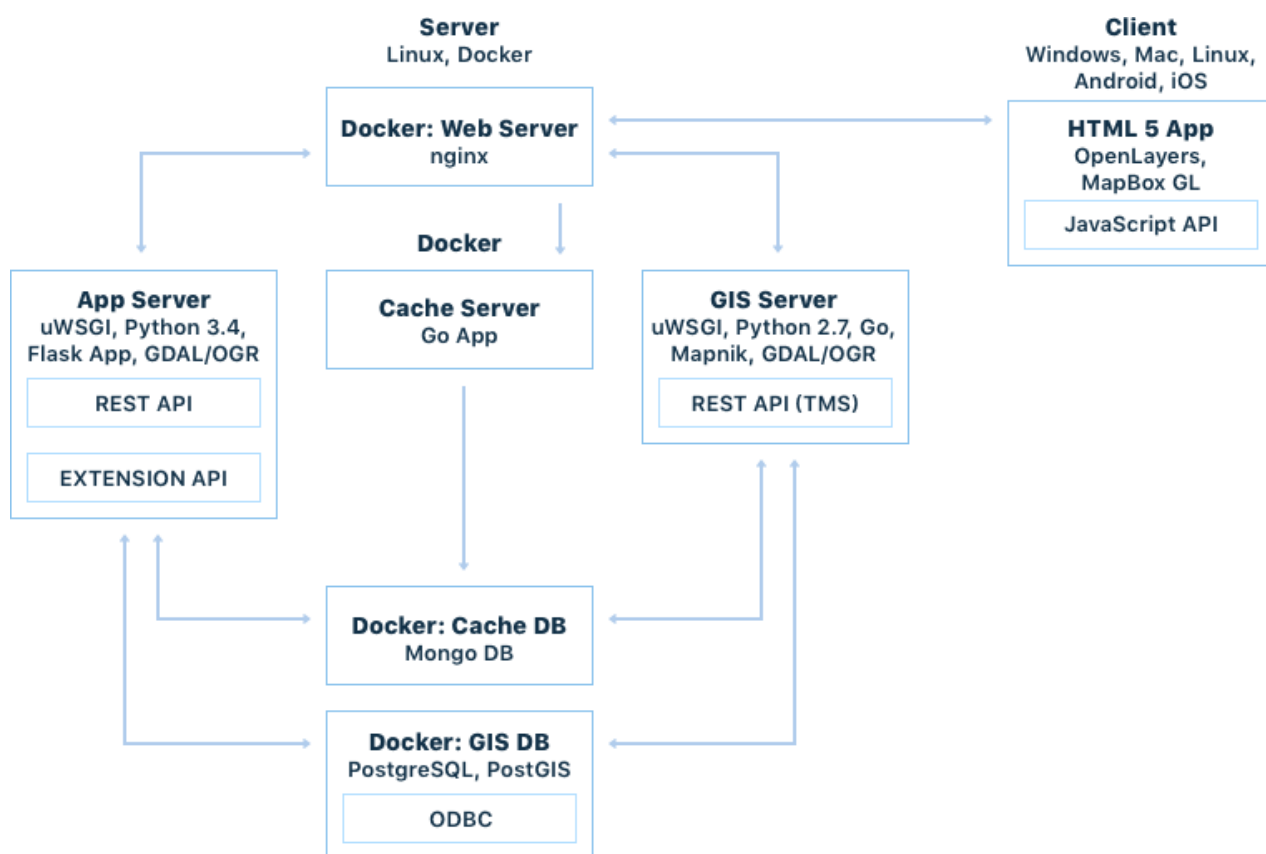 Server
Linux, Docker
Client
Windows, Mac, Linux,
Android, iOS
Docker: Web Server
nginx
HTML 5 App
OpenLayers,
MapBox GL
JavaScript API
Docker
App Server
uWSGI, Python 3.4,
Flask App, GDAL/OGR
REST API
EXTENSION API
Cache Server
Go App
GIS Server
uWSGI, Python 2.7, Go,
Mapnik, GDAL/OGR
REST API (TMS)
Docker: Cache DB
Mongo DB
Docker: GIS DB
PostgreSQL, PostGIS
ODBC